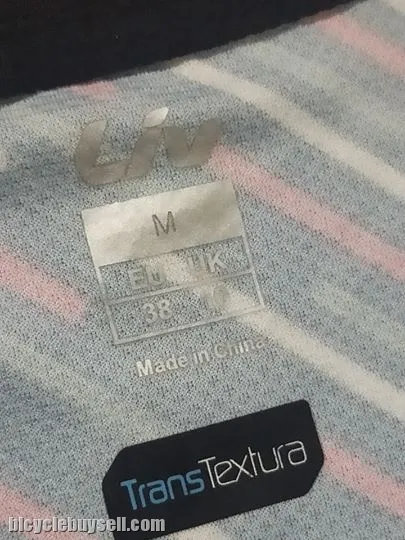 Liv
M
EU UK
38
Made in China
TransTextura
bicyclebuysell.com